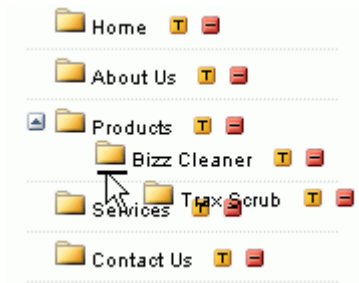 Home T
About Us T
Products T
Bizz Cleaner T
Trax Scrub T
Services T
Contact Us T